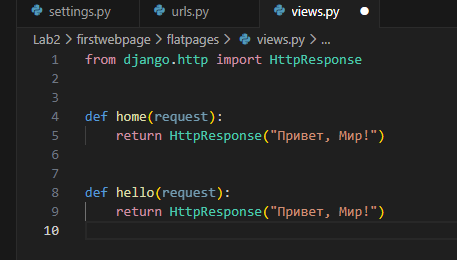 settings.py urls.py views.py
Lab2 > firstwebpage > flatpages > views.py > ...
1 from django.http import HttpResponse
2
3
4 def home(request):
5     return HttpResponse("Привет, Мир!")
6
7
8 def hello(request):
9     return HttpResponse("Привет, Мир!")
10